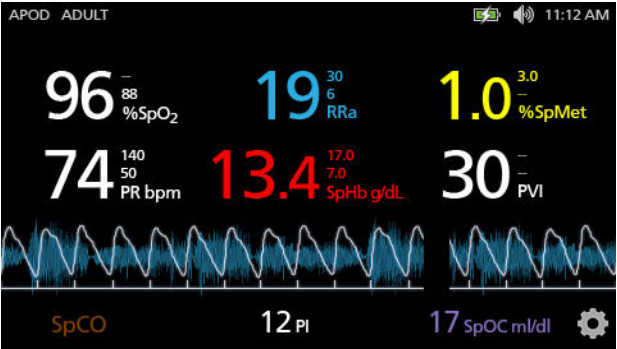 APOD ADULT 11:12 AM
96 -- 88 %SpO2
19 30 6 RRa
1.0 3.0 -- %SpMet
74 140 50 PR bpm
13.4 17.0 7.0 SpHb g/dL
30 -- -- PVI
SpCO 12 PI 17 SpOC ml/dl